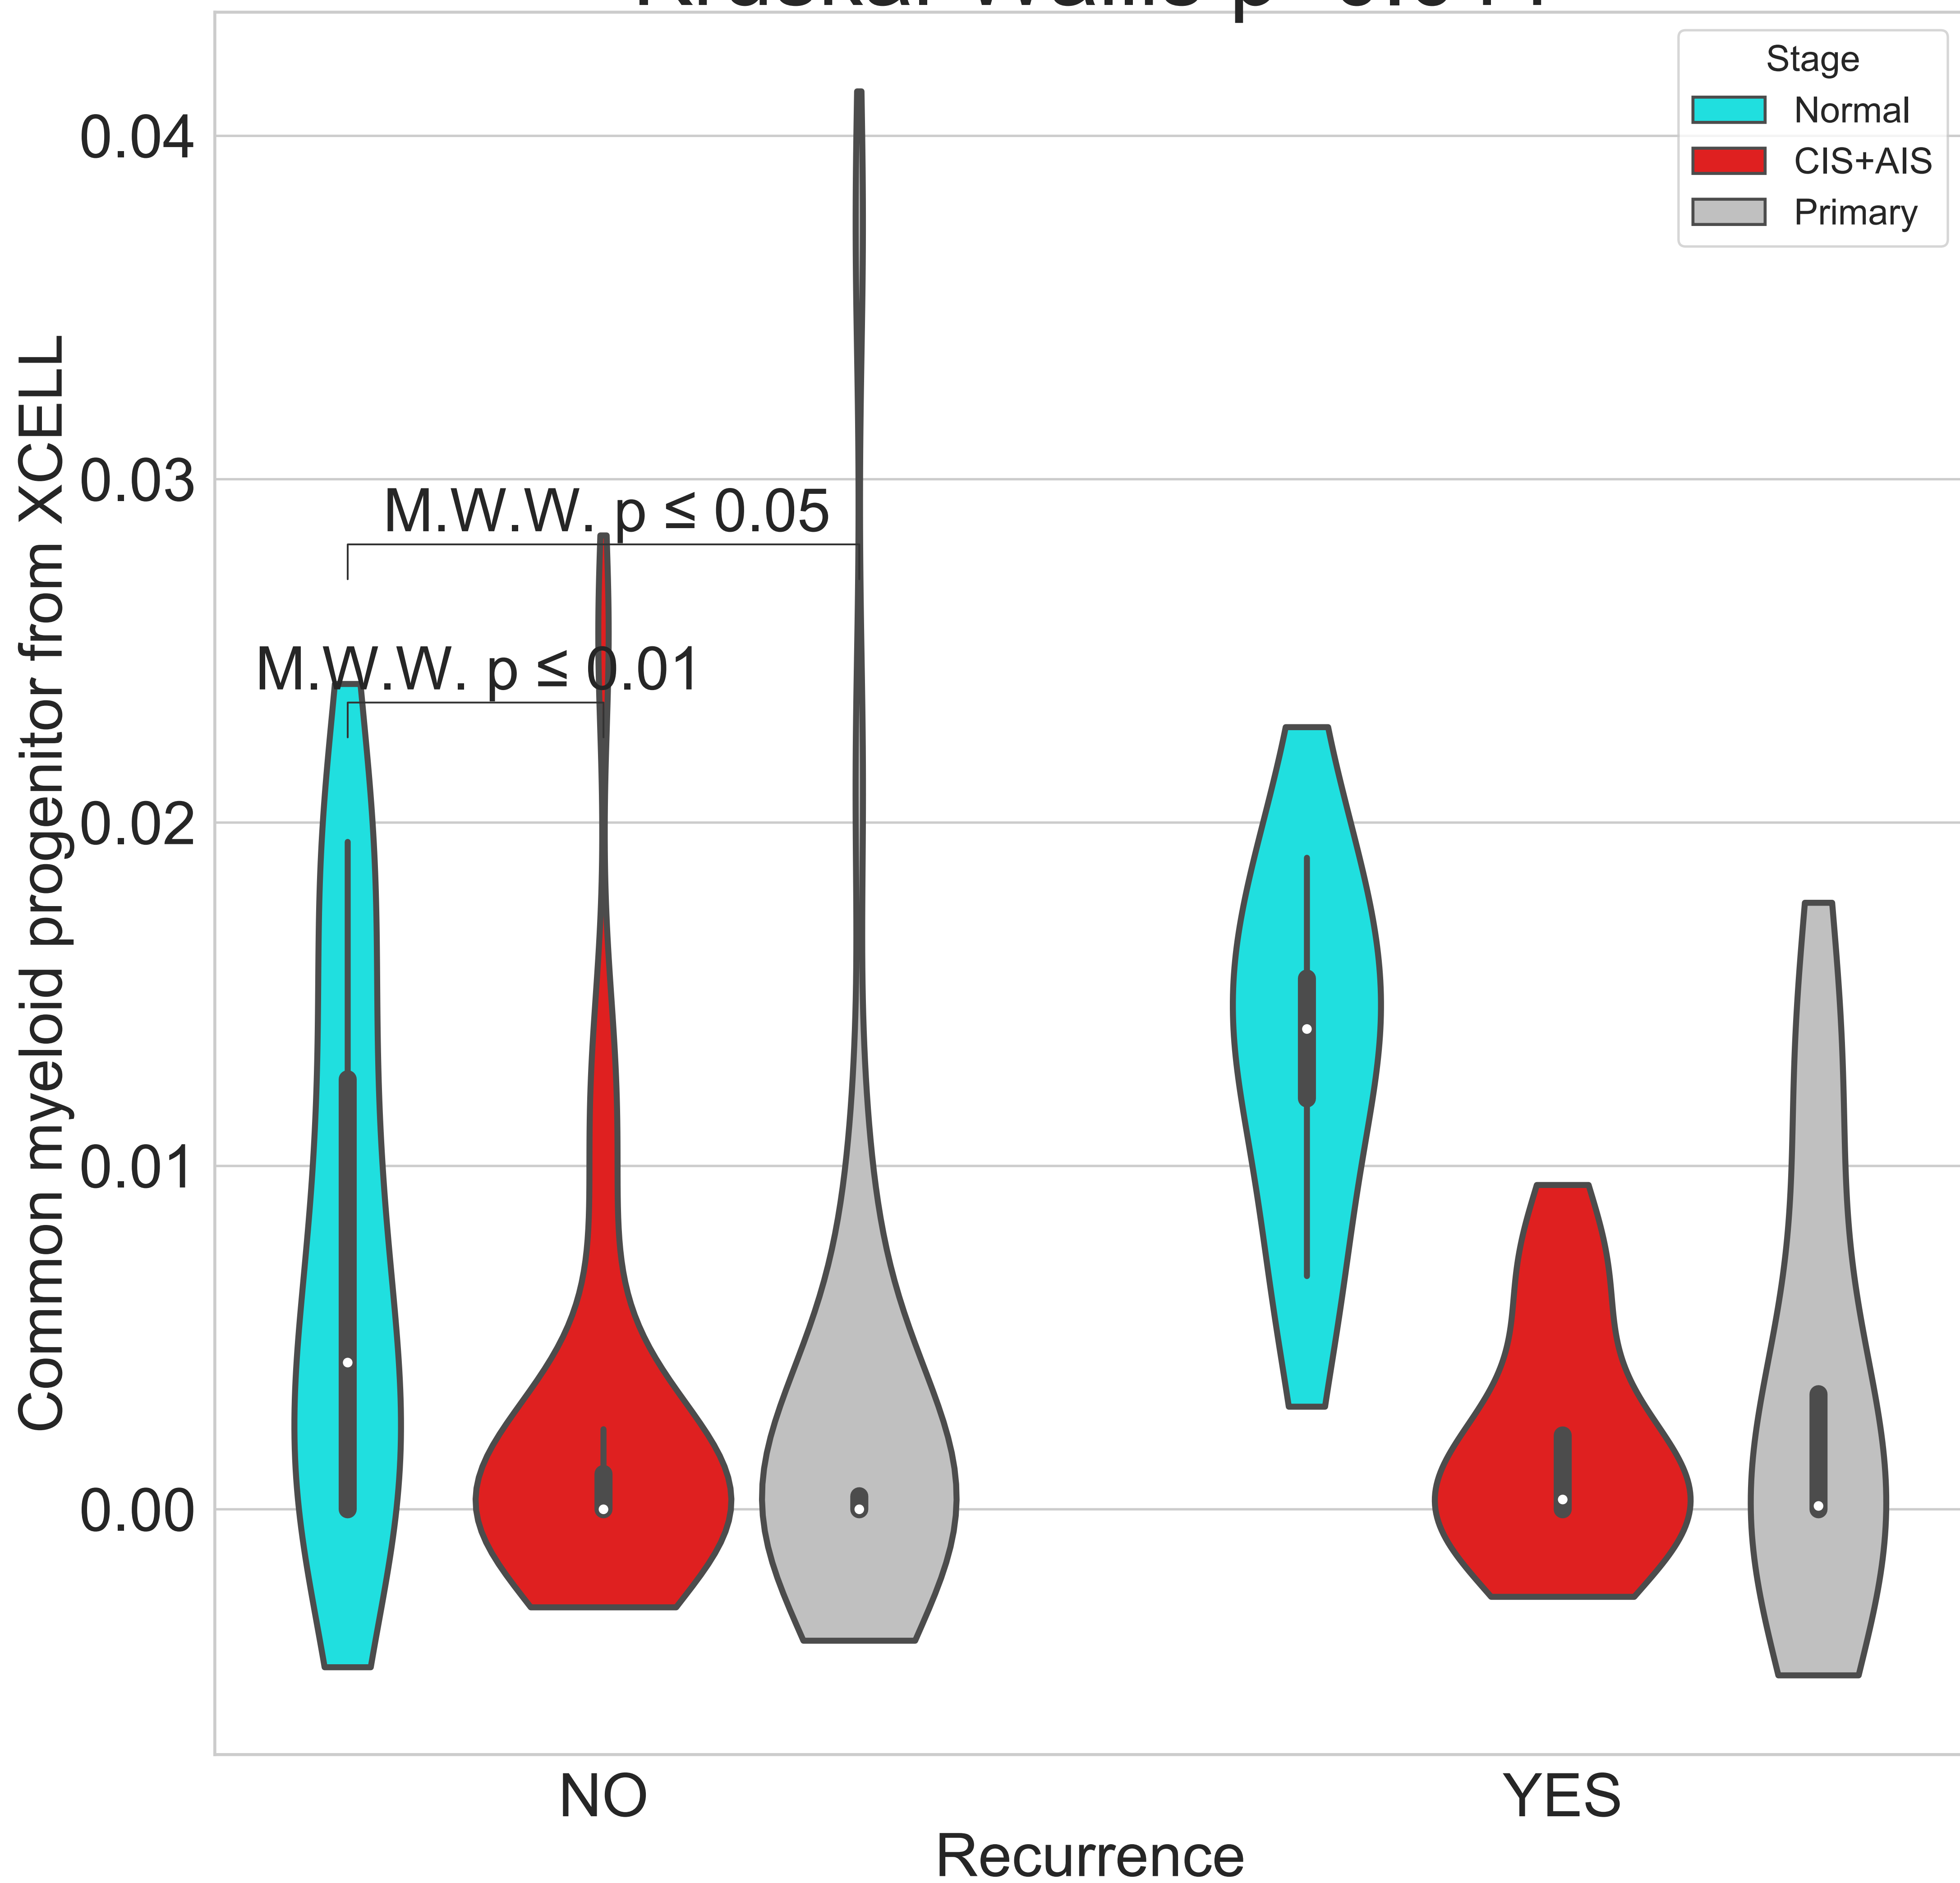 Stage
Normal
CIS+AIS
Primary
Common myeloid progenitor from XCELL
0.04
0.03
0.02
0.01
0.00
M.W.W. p ≤ 0.05
M.W.W. p ≤ 0.01
NO
YES
Recurrence